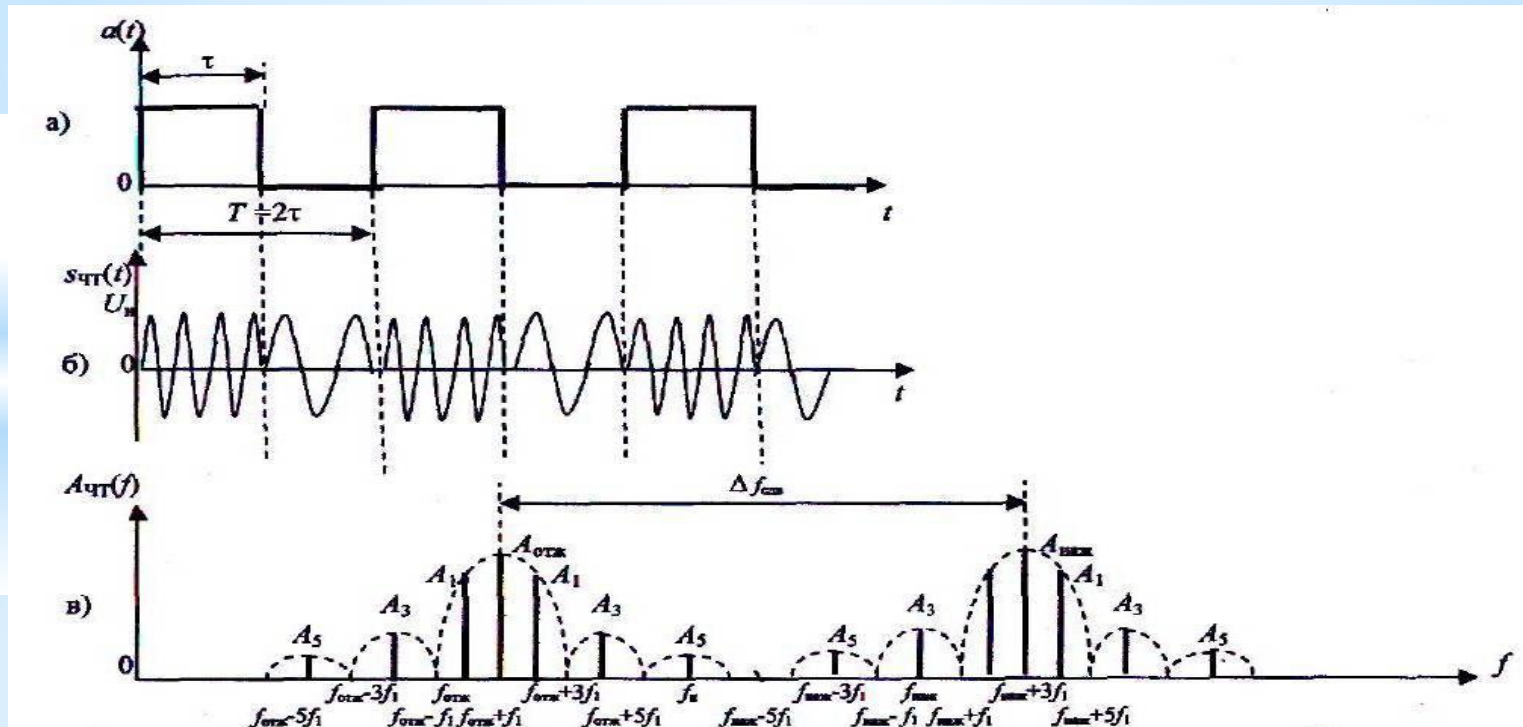 a(t)
τ
а)
0
t
T = 2τ
sЧТ(t)
Uн
б) 0
t
AЧТ(f)
Aотж
Aнаж
A1 A1 A1
в)
A3 A3 A3 A3
A5 A5 A5 A5
0
f
fотж-3f1 fотж fотж+3f1 fн fнаж-3f1 fнаж fнаж+3f1
fотж-5f1 fотж-f1 fотж+f1 fотж+5f1 fнаж-5f1 fнаж-f1 fнаж+f1 fнаж+5f1